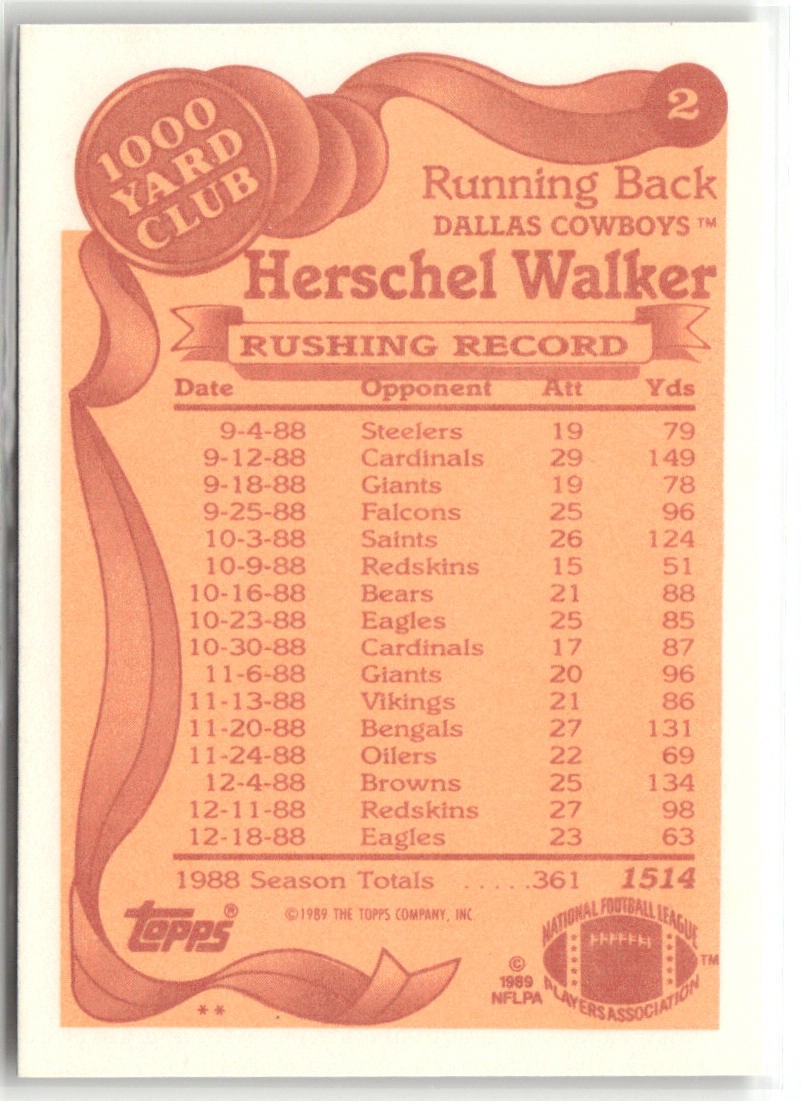 1000
YARD
CLUB
2
Running Back
DALLAS COWBOYS ™
Herschel Walker
RUSHING RECORD
Date Opponent Att Yds
9-4-88 Steelers 19 79
9-12-88 Cardinals 29 149
9-18-88 Giants 19 78
9-25-88 Falcons 25 96
10-3-88 Saints 26 124
10-9-88 Redskins 15 51
10-16-88 Bears 21 88
10-23-88 Eagles 25 85
10-30-88 Cardinals 17 87
11-6-88 Giants 20 96
11-13-88 Vikings 21 86
11-20-88 Bengals 27 131
11-24-88 Oilers 22 69
12-4-88 Browns 25 134
12-11-88 Redskins 27 98
12-18-88 Eagles 23 63
1988 Season Totals .....361 1514
TOPPS®
©1989 THE TOPPS COMPANY, INC
NATIONAL FOOTBALL LEAGUE
PLAYERS ASSOCIATION ™
©
1989
NFLPA
**